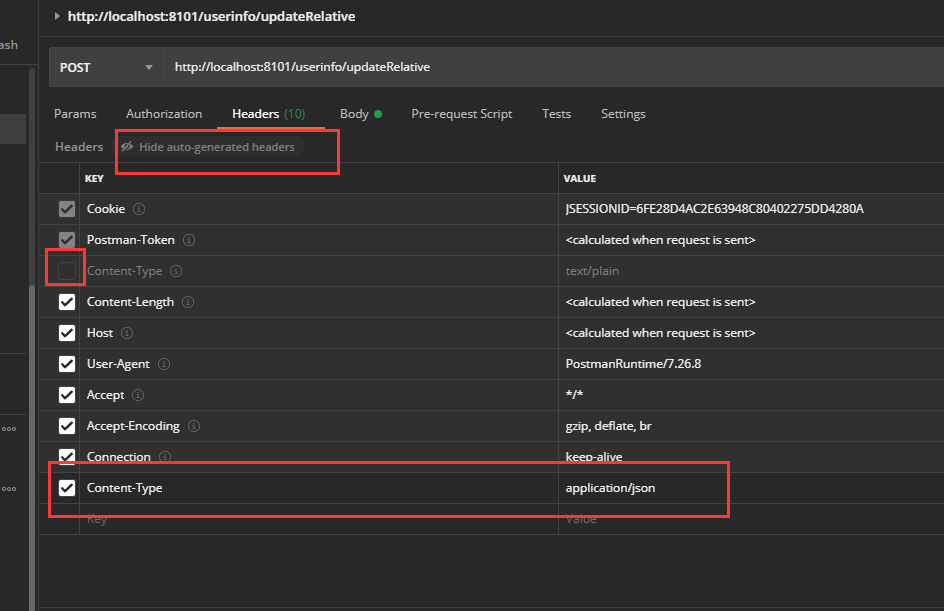 http://localhost:8101/userinfo/updateRelative
ash
POST http://localhost:8101/userinfo/updateRelative
Params Authorization Headers (10) Body Pre-request Script Tests Settings
Headers Hide auto-generated headers
KEY VALUE
Cookie JSESSIONID=6FE28D4AC2E63948C80402275DD4280A
Postman-Token <calculated when request is sent>
Content-Type text/plain
Content-Length <calculated when request is sent>
Host <calculated when request is sent>
User-Agent PostmanRuntime/7.26.8
Accept */*
Accept-Encoding gzip, deflate, br
Connection keep-alive
Content-Type application/json
Key Value